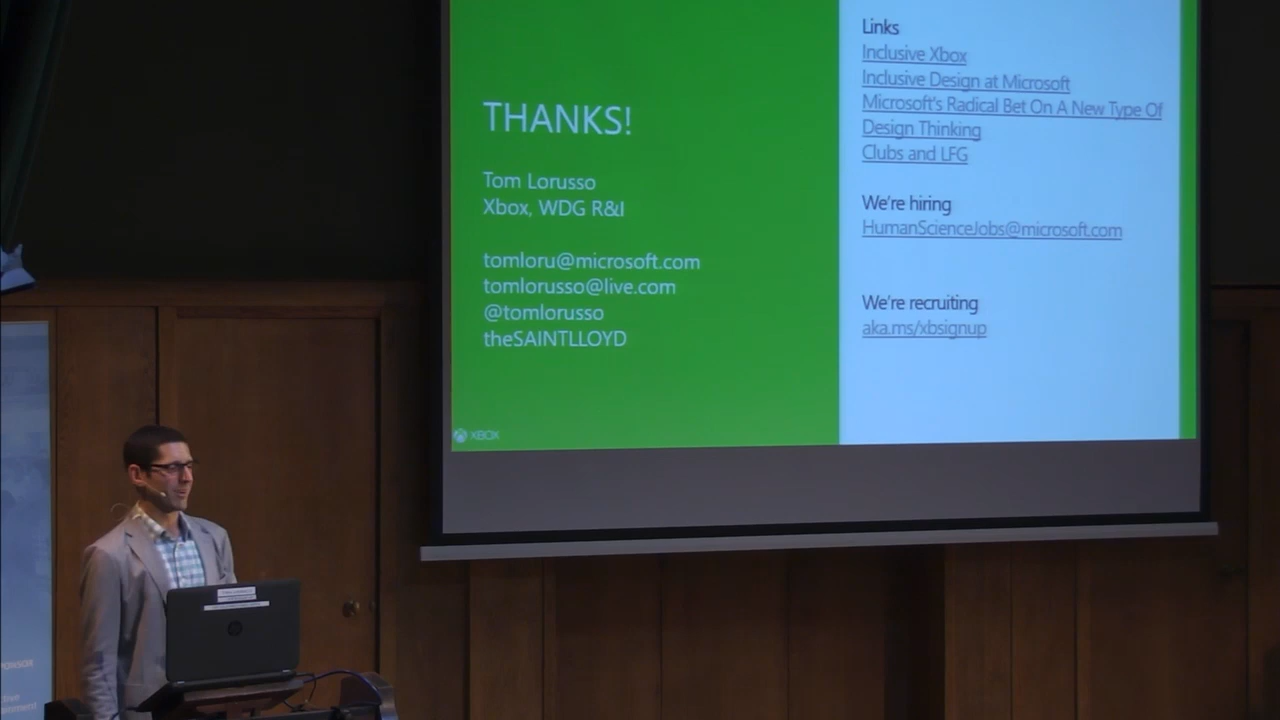 THANKS!
Tom Lorusso
Xbox, WDG R&I
tomloru@microsoft.com
tomlorusso@live.com
@tomlorusso
theSAINTLLOYD
XBOX
Links
Inclusive Xbox
Inclusive Design at Microsoft
Microsoft's Radical Bet On A New Type Of
Design Thinking
Clubs and LFG
We're hiring
HumanScienceJobs@microsoft.com
We're recruiting
aka.ms/xbsignup
hp